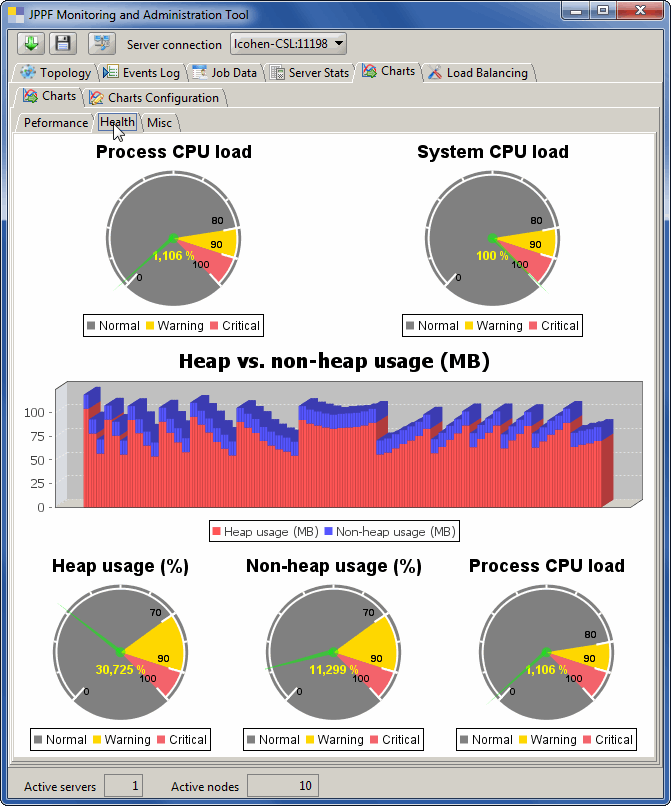 JPPF Monitoring and Administration Tool
Server connection lcohen-CSL:11198
Topology Events Log Job Data Server Stats Charts Load Balancing
Charts Charts Configuration
Peformance Health Misc
Process CPU load System CPU load
80 80
90 90
1,106 % 100 %
100 100
0 0
Normal Warning Critical Normal Warning Critical
Heap vs. non-heap usage (MB)
100
75
50
25
0
Heap usage (MB) Non-heap usage (MB)
Heap usage (%) Non-heap usage (%) Process CPU load
70 70 80
90 90 90
30,725 % 11,299 % 1,106 %
100 100 100
0 0 0
Normal Warning Critical Normal Warning Critical Normal Warning Critical
Active servers 1 Active nodes 10